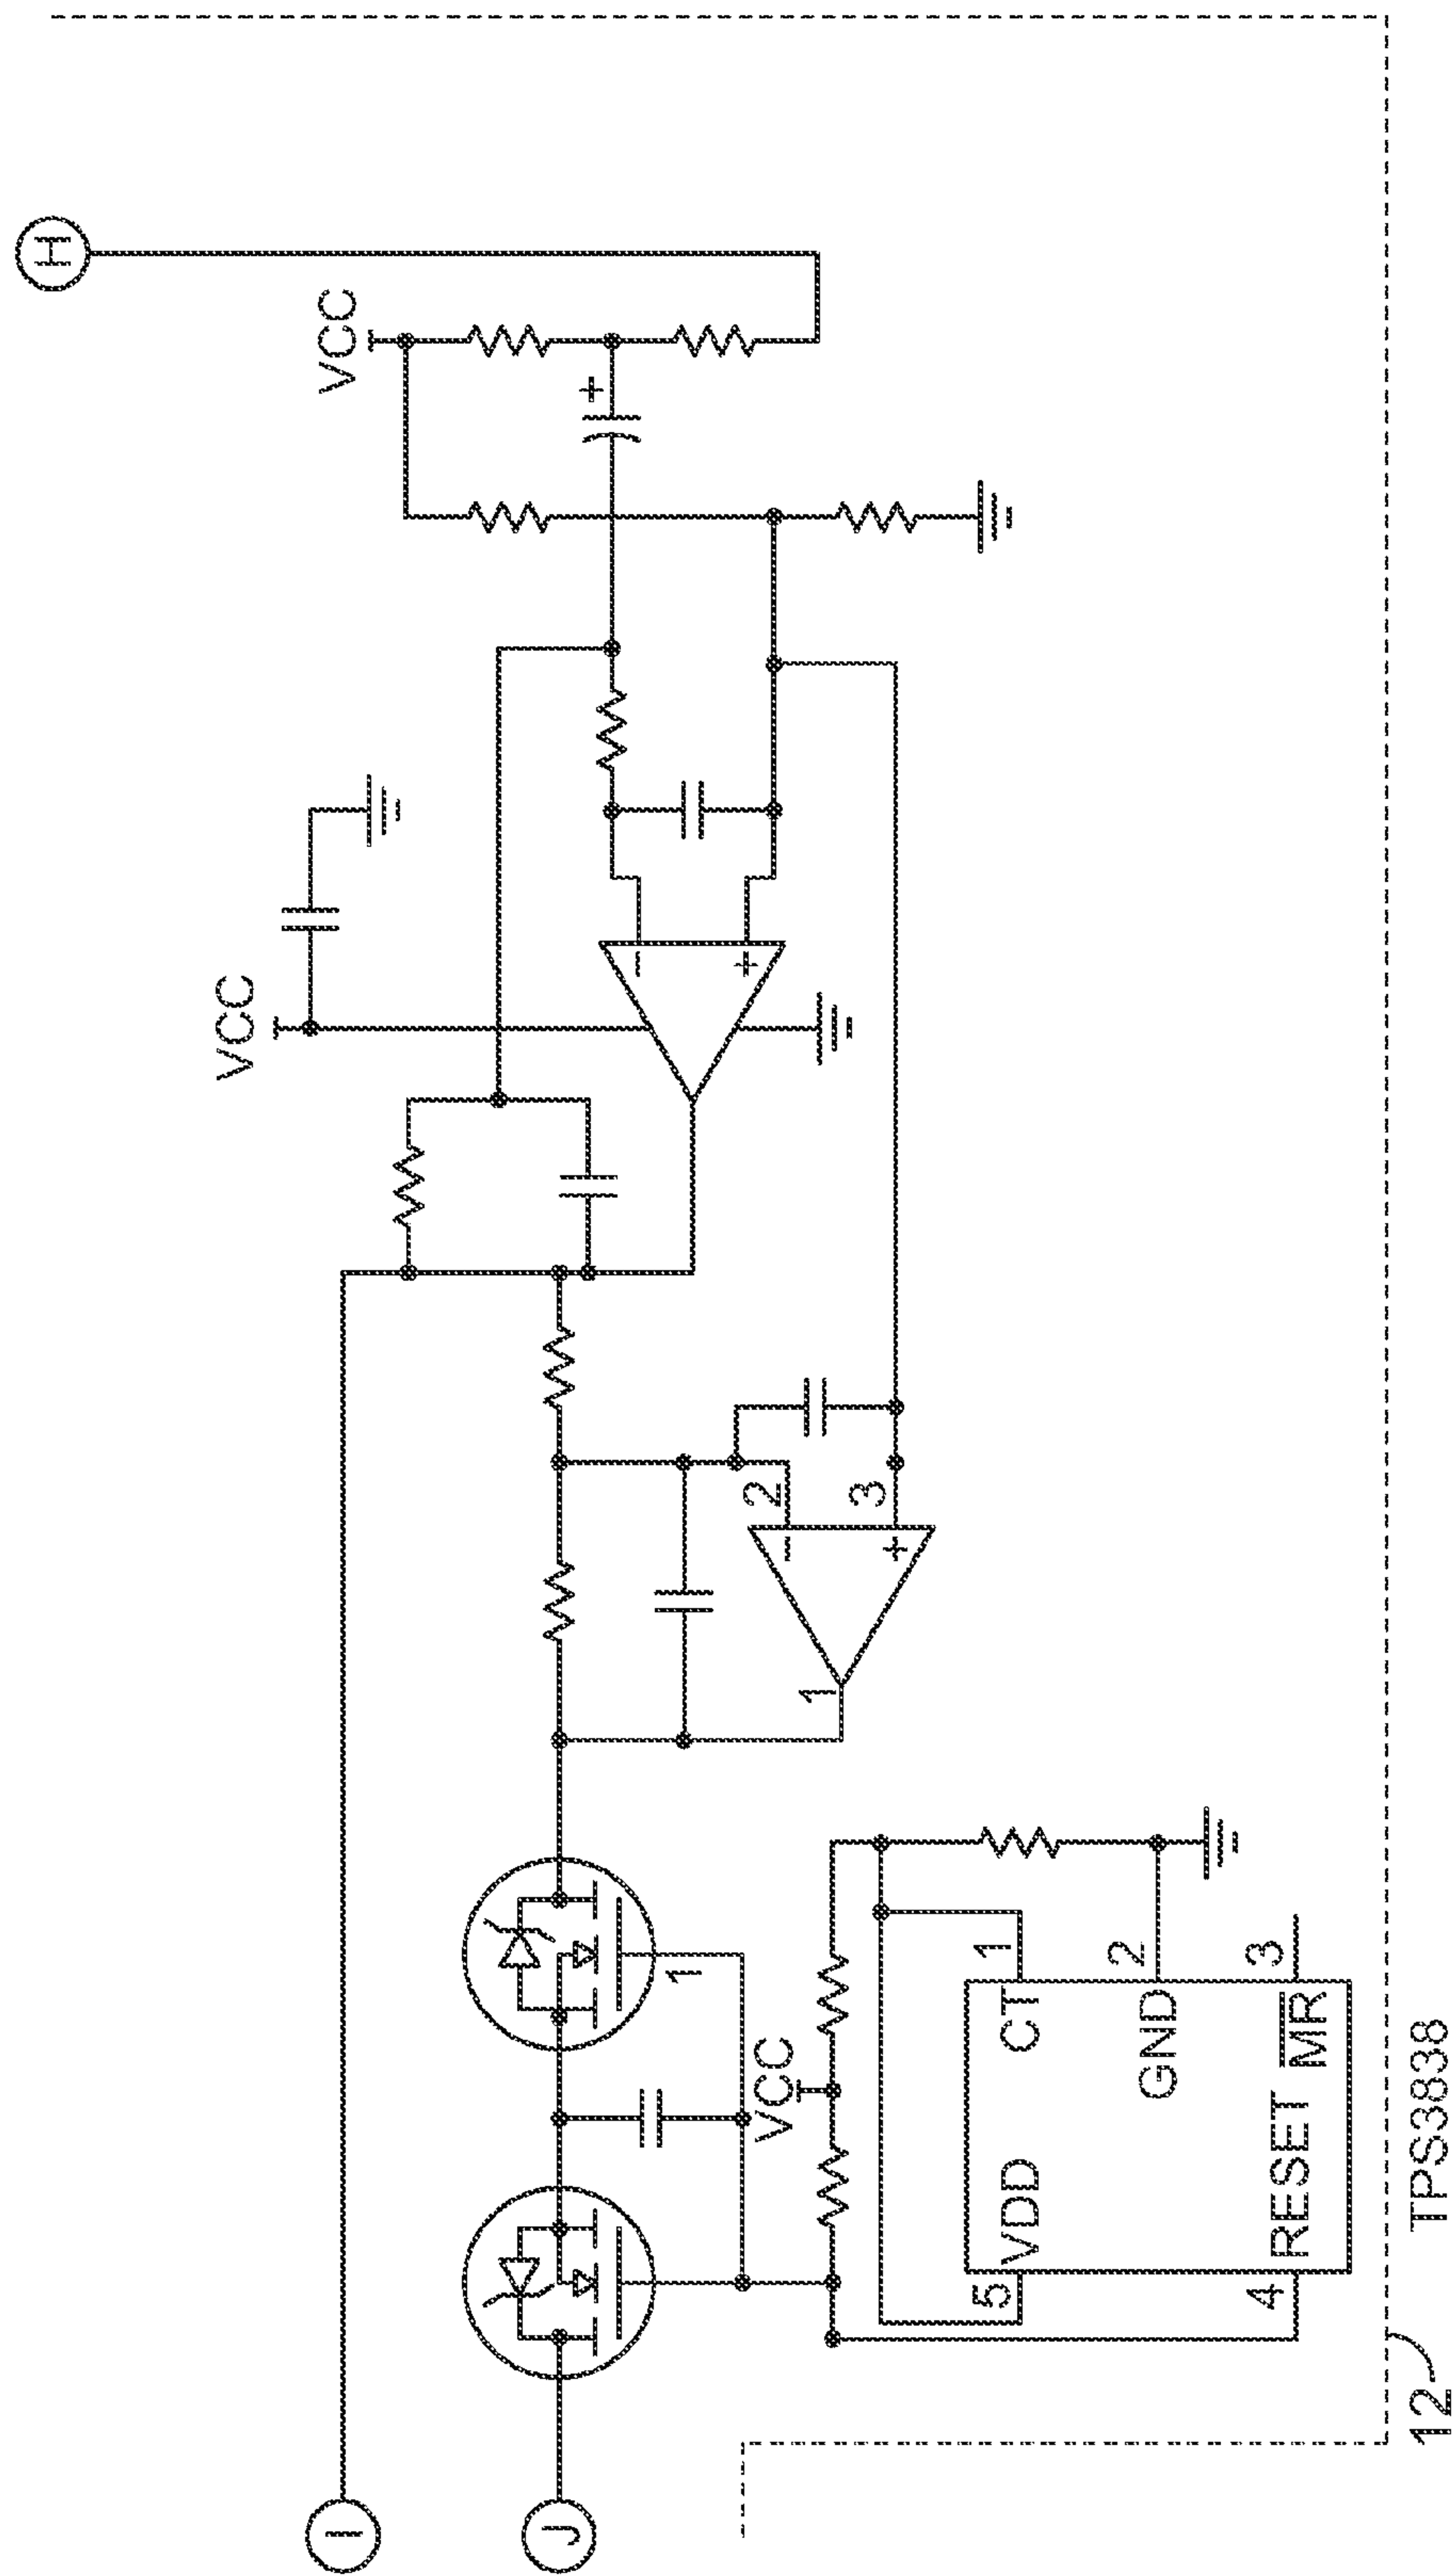 H
VCC
+
VCC
−
+
2
3
−
+
1
1
VCC
CT
1
GND
2
MR
3
VDD
5
RESET
4
TPS3838
12
I
J